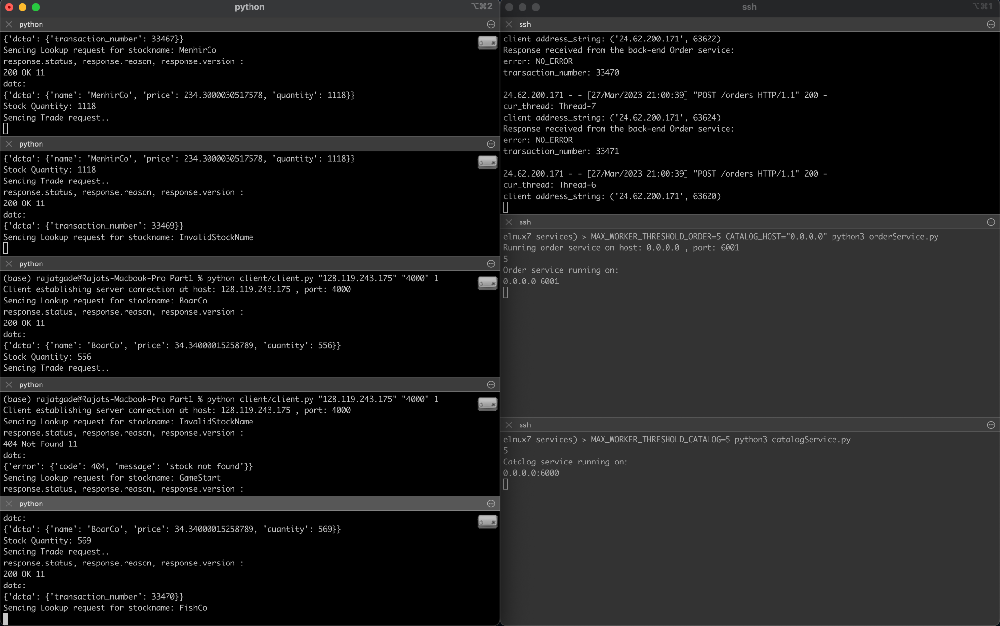 python
⌥⌘2
python
{'data': {'transaction_number': 33467}}
Sending Lookup request for stockname: MenhirCo
response.status, response.reason, response.version :
200 OK 11
data:
{'data': {'name': 'MenhirCo', 'price': 234.3000030517578, 'quantity': 1118}}
Stock Quantity: 1118
Sending Trade request..
python
{'data': {'name': 'MenhirCo', 'price': 234.3000030517578, 'quantity': 1118}}
Stock Quantity: 1118
Sending Trade request..
response.status, response.reason, response.version :
200 OK 11
data:
{'data': {'transaction_number': 33469}}
Sending Lookup request for stockname: InvalidStockName
python
(base) rajatgade@Rajats-Macbook-Pro Part1 % python client/client.py "128.119.243.175" "4000" 1
Client establishing server connection at host: 128.119.243.175 , port: 4000
Sending Lookup request for stockname: BoarCo
response.status, response.reason, response.version :
200 OK 11
data:
{'data': {'name': 'BoarCo', 'price': 34.34000015258789, 'quantity': 556}}
Stock Quantity: 556
Sending Trade request..
python
(base) rajatgade@Rajats-Macbook-Pro Part1 % python client/client.py "128.119.243.175" "4000" 1
Client establishing server connection at host: 128.119.243.175 , port: 4000
Sending Lookup request for stockname: InvalidStockName
response.status, response.reason, response.version :
404 Not Found 11
data:
{'error': {'code': 404, 'message': 'stock not found'}}
Sending Lookup request for stockname: GameStart
response.status, response.reason, response.version :
python
data:
{'data': {'name': 'BoarCo', 'price': 34.34000015258789, 'quantity': 569}}
Stock Quantity: 569
Sending Trade request..
response.status, response.reason, response.version :
200 OK 11
data:
{'data': {'transaction_number': 33470}}
Sending Lookup request for stockname: FishCo
ssh
⌥⌘1
ssh
client address_string: ('24.62.200.171', 63622)
Response received from the back-end Order service:
error: NO_ERROR
transaction_number: 33470
24.62.200.171 - - [27/Mar/2023 21:00:39] "POST /orders HTTP/1.1" 200 -
cur_thread: Thread-7
client address_string: ('24.62.200.171', 63624)
Response received from the back-end Order service:
error: NO_ERROR
transaction_number: 33471
24.62.200.171 - - [27/Mar/2023 21:00:39] "POST /orders HTTP/1.1" 200 -
cur_thread: Thread-6
client address_string: ('24.62.200.171', 63620)
ssh
elnux7 services) > MAX_WORKER_THRESHOLD_ORDER=5 CATALOG_HOST="0.0.0.0" python3 orderService.py
Running order service on host: 0.0.0.0 , port: 6001
5
Order service running on:
0.0.0.0 6001
ssh
elnux7 services) > MAX_WORKER_THRESHOLD_CATALOG=5 python3 catalogService.py
5
Catalog service running on:
0.0.0.0:6000